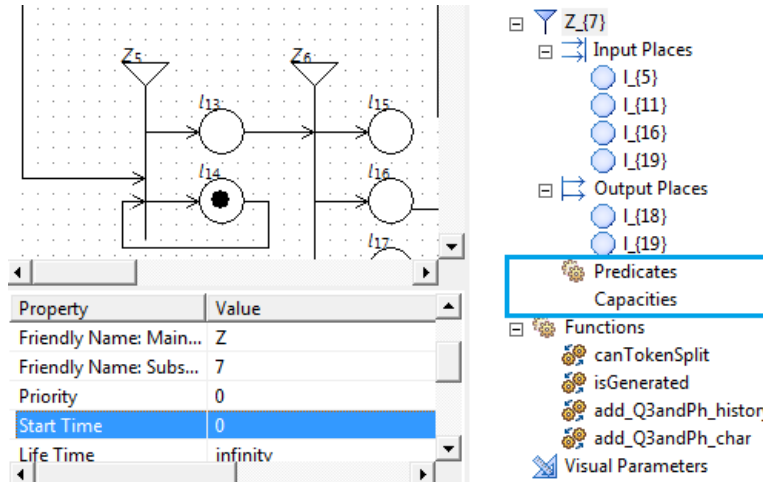 Z5
Z6
l13
l15
l14
l16
l17
Property Value
Friendly Name: Main... Z
Friendly Name: Subs... 7
Priority 0
Start Time 0
Life Time infinity
Z_{7}
Input Places
l_{5}
l_{11}
l_{16}
l_{19}
Output Places
l_{18}
l_{19}
Predicates
Capacities
Functions
canTokenSplit
isGenerated
add_Q3andPh_history
add_Q3andPh_char
Visual Parameters